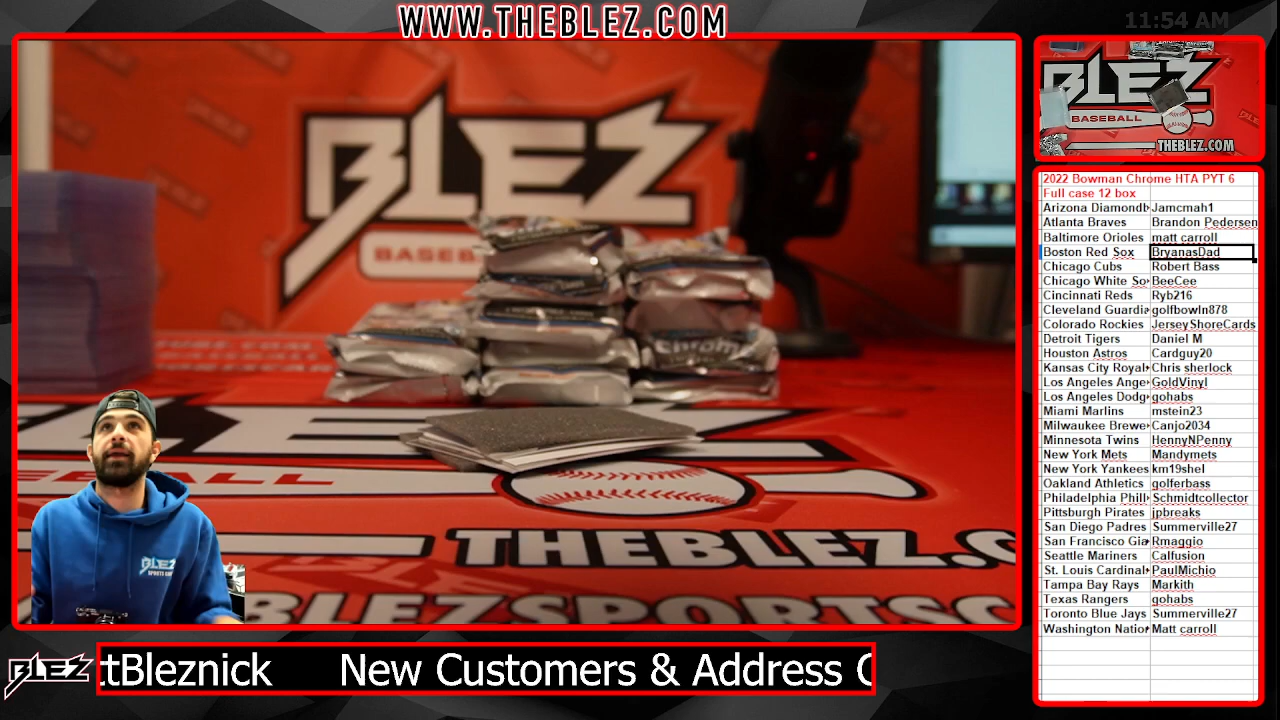 WWW.THEBLEZ.COM
11:54 AM
BLEZ
BASEBALL
THEBLEZ.COM
BLEZ
THEBLEZ.C
BLEZSPORTSC
Chrome
BLEZ
2022 Bowman Chrome HTA PYT 6
Full case 12 box
Arizona Diamondb Jamcmah1
Atlanta Braves Brandon Pedersen
Baltimore Orioles matt carroll
Boston Red Sox BryanasDad
Chicago Cubs Robert Bass
Chicago White So BeeCee
Cincinnati Reds Ryb216
Cleveland Guardia golfbowln878
Colorado Rockies JerseyShoreCards
Detroit Tigers Daniel M
Houston Astros Cardguy20
Kansas City Royal Chris sherlock
Los Angeles Ange GoldVinyl
Los Angeles Dodg gohabs
Miami Marlins mstein23
Milwaukee Brewe Canjo2034
Minnesota Twins HennyNPenny
New York Mets Mandymets
New York Yankees km19shel
Oakland Athletics golferbass
Philadelphia Phill Schmidtcollector
Pittsburgh Pirates jpbreaks
San Diego Padres Summerville27
San Francisco Gia Rmaggio
Seattle Mariners Calfusion
St. Louis Cardinal PaulMichio
Tampa Bay Rays Markith
Texas Rangers gohabs
Toronto Blue Jays Summerville27
Washington Natio Matt carroll
BLEZ
tBleznick New Customers & Address